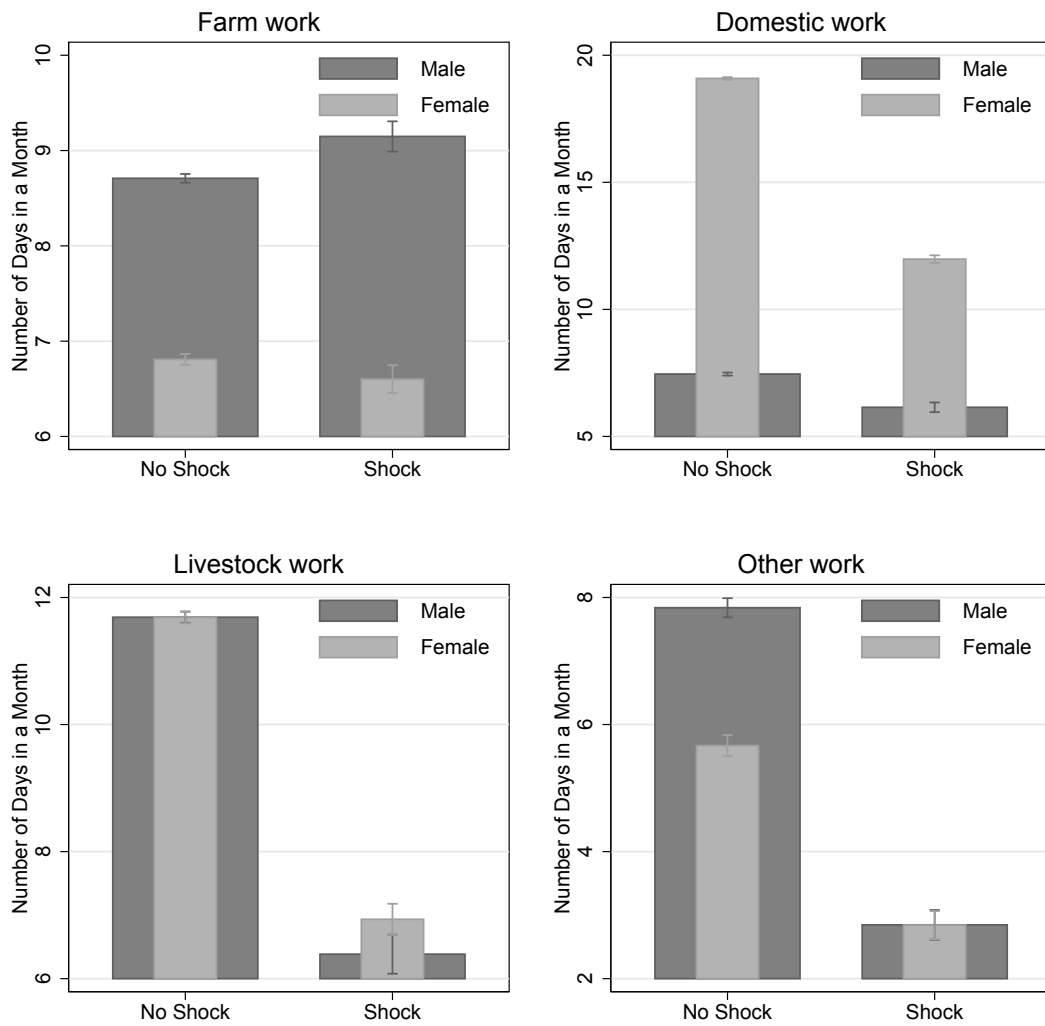 Farm work
Number of Days in a Month
10
9
8
7
6
Male
Female
No Shock
Shock
Domestic work
Number of Days in a Month
20
15
10
5
Male
Female
No Shock
Shock
Livestock work
Number of Days in a Month
12
10
8
6
Male
Female
No Shock
Shock
Other work
Number of Days in a Month
8
6
4
2
Male
Female
No Shock
Shock